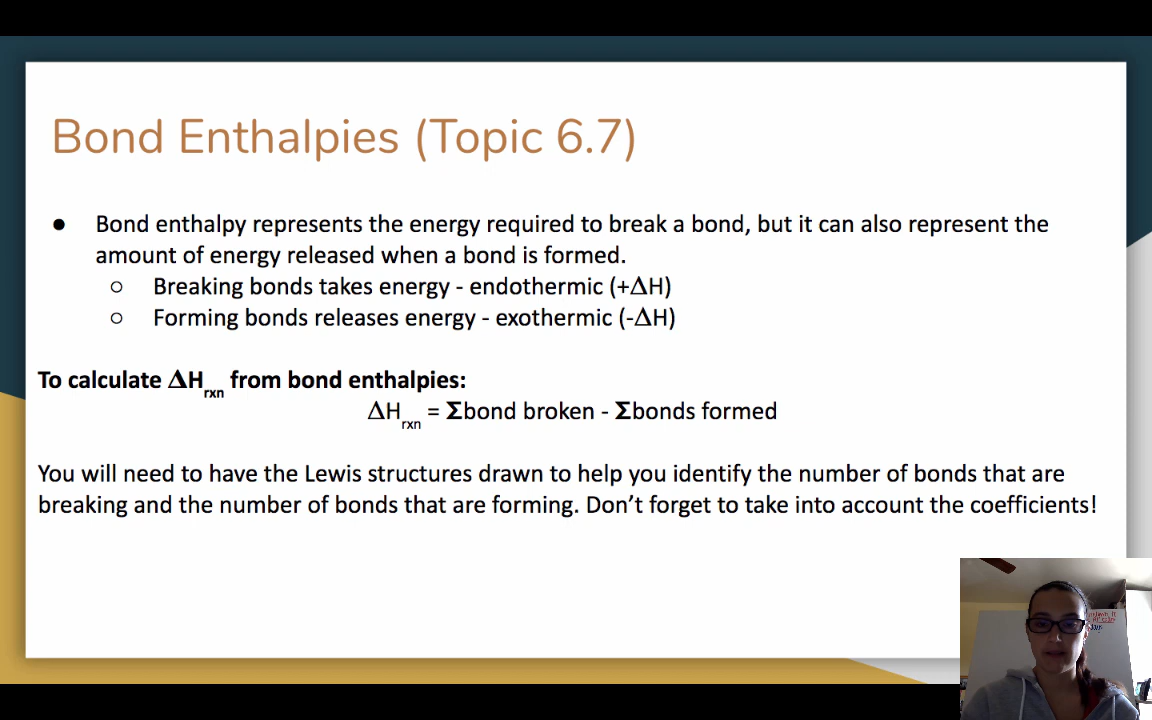 Bond Enthalpies (Topic 6.7)
● Bond enthalpy represents the energy required to break a bond, but it can also represent the
amount of energy released when a bond is formed.
○ Breaking bonds takes energy - endothermic (+ΔH)
○ Forming bonds releases energy - exothermic (-ΔH)
To calculate ΔHrxn from bond enthalpies:
ΔHrxn = Σbond broken - Σbonds formed
You will need to have the Lewis structures drawn to help you identify the number of bonds that are
breaking and the number of bonds that are forming. Don't forget to take into account the coefficients!